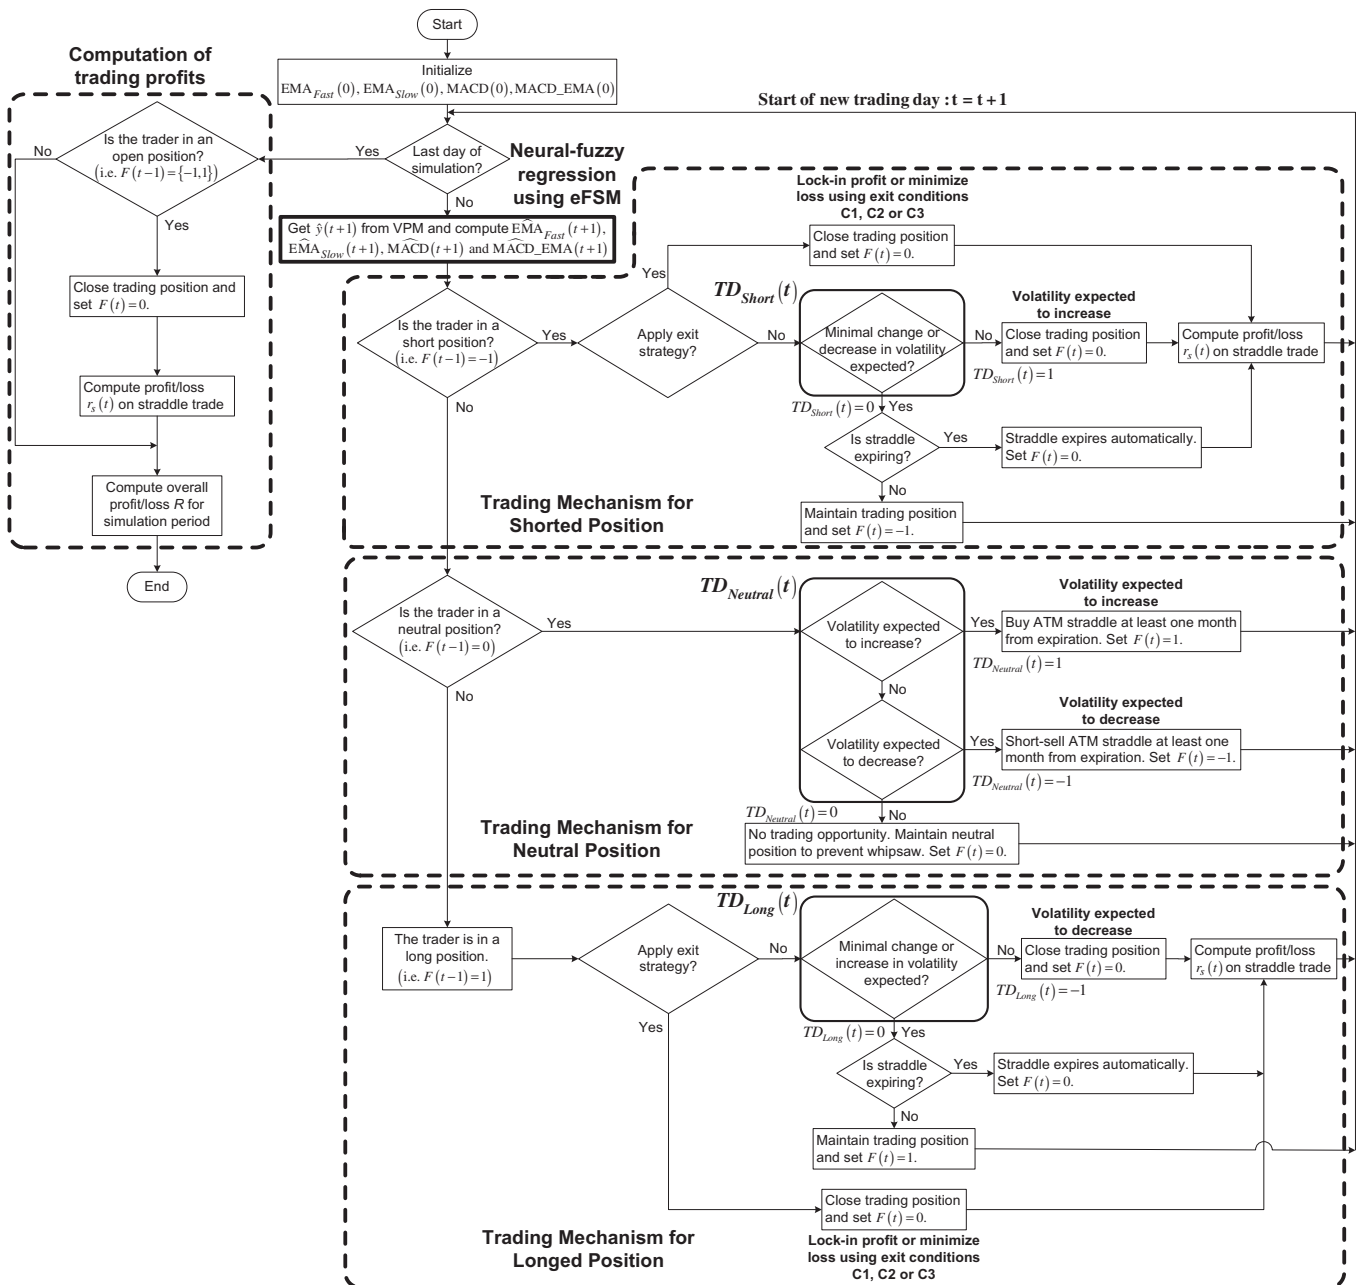 Start
Initialize
EMA_Fast(0), EMA_Slow(0), MACD(0), MACD_EMA(0)
Start of new trading day : t = t + 1
Computation of
trading profits
Is the trader in an
open position?
(i.e. F(t−1) = {−1,1})
No
Yes
Close trading position and
set F(t) = 0.
Compute profit/loss
r_s(t) on straddle trade
Compute overall
profit/loss R for
simulation period
End
Yes
Last day of
simulation?
No
Neural-fuzzy
regression
using eFSM
Get ŷ(t+1) from VPM and compute E\widehat{M}A_Fast(t+1),
E\widehat{M}A_Slow(t+1), \widehat{MACD}(t+1) and \widehat{MACD}_EMA(t+1)
Is the trader in a
short position?
(i.e. F(t−1) = −1)
Yes
No
Apply exit
strategy?
Yes
No
Lock-in profit or minimize
loss using exit conditions
C1, C2 or C3
Close trading position
and set F(t) = 0.
TD_Short(t)
Minimal change or
decrease in volatility
expected?
No
Volatility expected
to increase
Close trading position
and set F(t) = 0.
TD_Short(t) = 1
Compute profit/loss
r_s(t) on straddle trade
TD_Short(t) = 0
Yes
Is straddle
expiring?
Yes
Straddle expires automatically.
Set F(t) = 0.
No
Maintain trading position
and set F(t) = −1.
Trading Mechanism for
Shorted Position
Is the trader in a
neutral position?
(i.e. F(t−1) = 0)
Yes
No
TD_Neutral(t)
Volatility expected
to increase?
Yes
Volatility expected
to increase
Buy ATM straddle at least one month
from expiration. Set F(t) = 1.
TD_Neutral(t) = 1
No
Volatility expected
to decrease?
Yes
Volatility expected
to decrease
Short-sell ATM straddle at least one
month from expiration. Set F(t) = −1.
TD_Neutral(t) = −1
TD_Neutral(t) = 0
No
No trading opportunity. Maintain neutral
position to prevent whipsaw. Set F(t) = 0.
Trading Mechanism for
Neutral Position
The trader is in a
long position.
(i.e. F(t−1) = 1)
Apply exit
strategy?
No
Yes
TD_Long(t)
Minimal change or
increase in volatility
expected?
No
Volatility expected
to decrease
Close trading position
and set F(t) = 0.
TD_Long(t) = −1
Compute profit/loss
r_s(t) on straddle trade
TD_Long(t) = 0
Yes
Is straddle
expiring?
Yes
Straddle expires automatically.
Set F(t) = 0.
No
Maintain trading position
and set F(t) = 1.
Close trading position
and set F(t) = 0.
Lock-in profit or minimize
loss using exit conditions
C1, C2 or C3
Trading Mechanism for
Longed Position